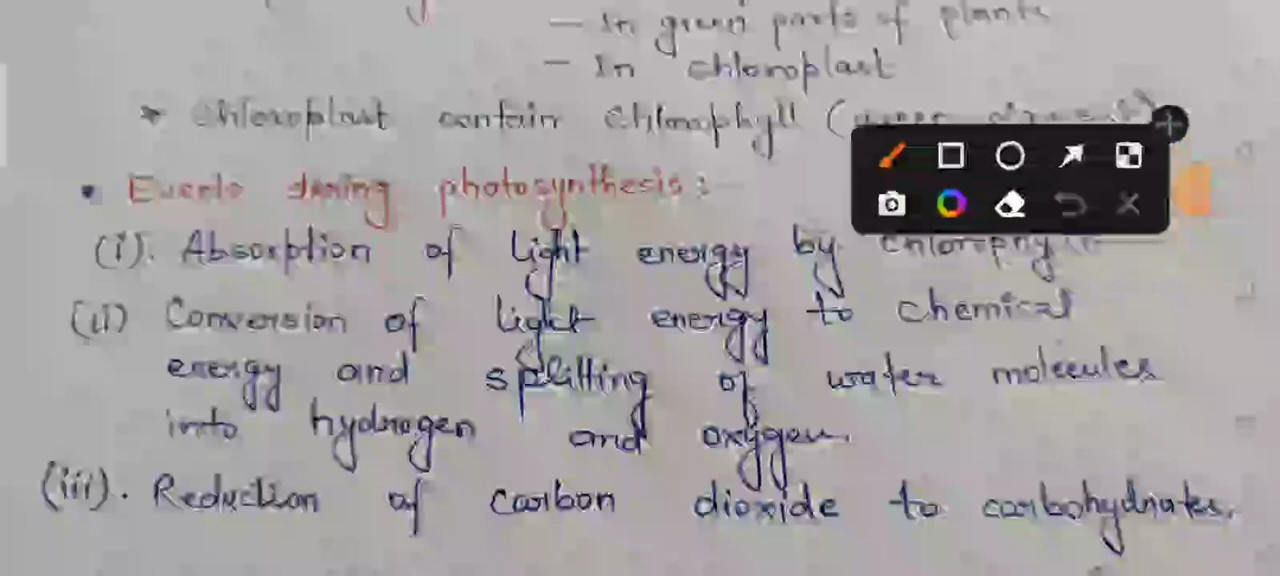 — In green parts of plants
— In chloroplast
* Chloroplast contain chlorophyll (
• Events during photosynthesis :-
(i). Absorption of light energy by chlorophyll
(ii) Conversion of light energy to chemical
energy and splitting of water molecules
into hydrogen and oxygen.
(iii). Reduction of carbon dioxide to carbohydrates.